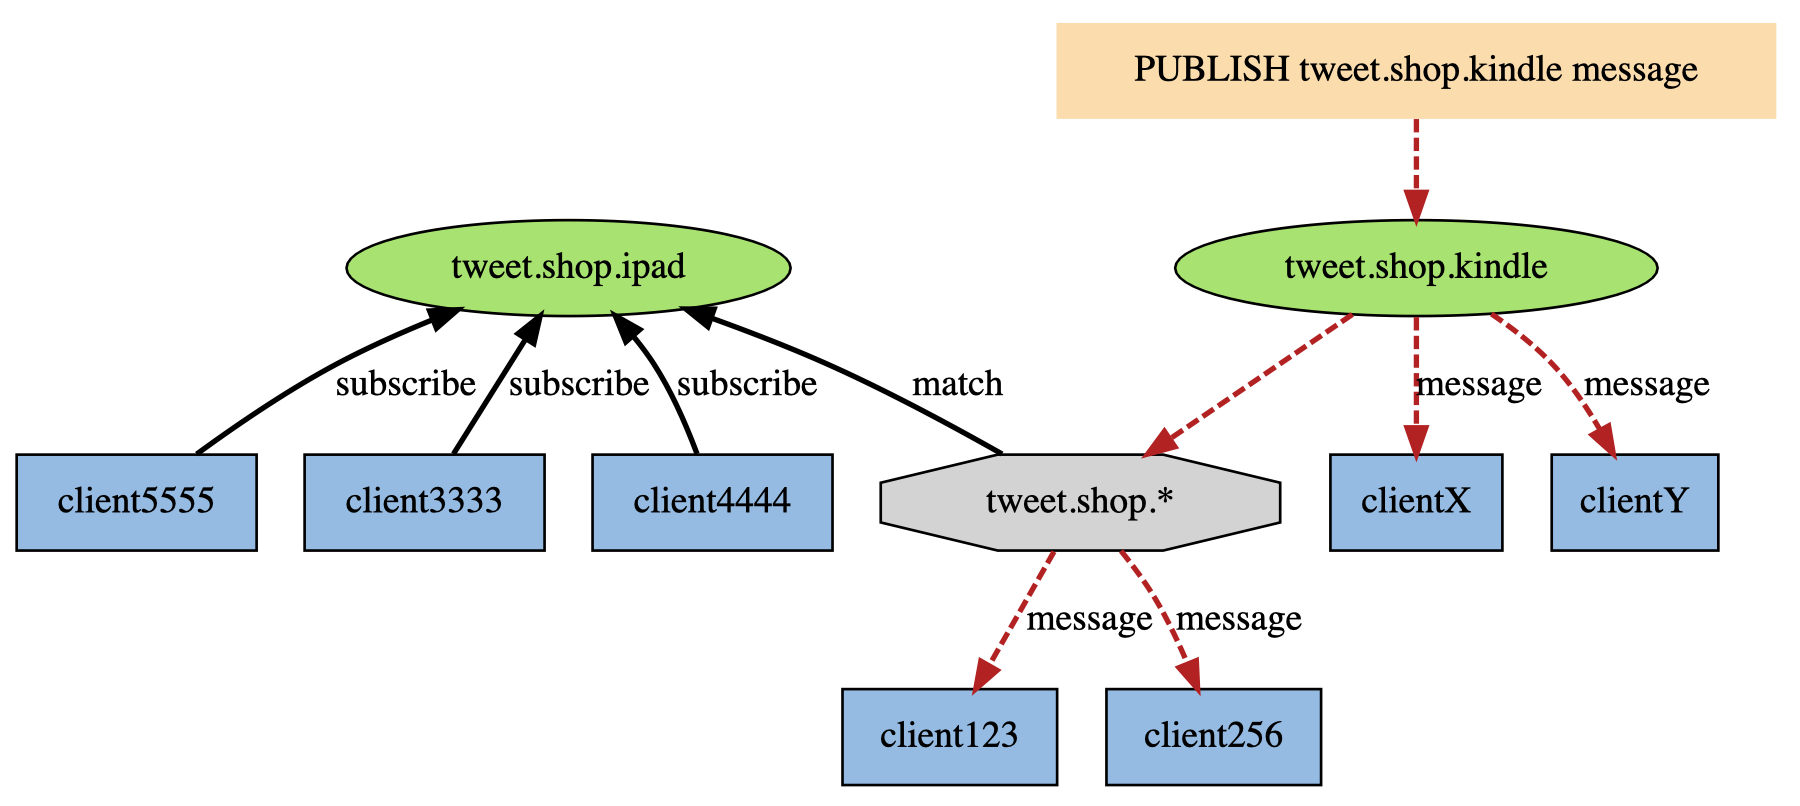 PUBLISH tweet.shop.kindle message
tweet.shop.ipad
tweet.shop.kindle
subscribe
subscribe
subscribe
match
message
message
client5555
client3333
client4444
tweet.shop.*
clientX
clientY
message
message
client123
client256